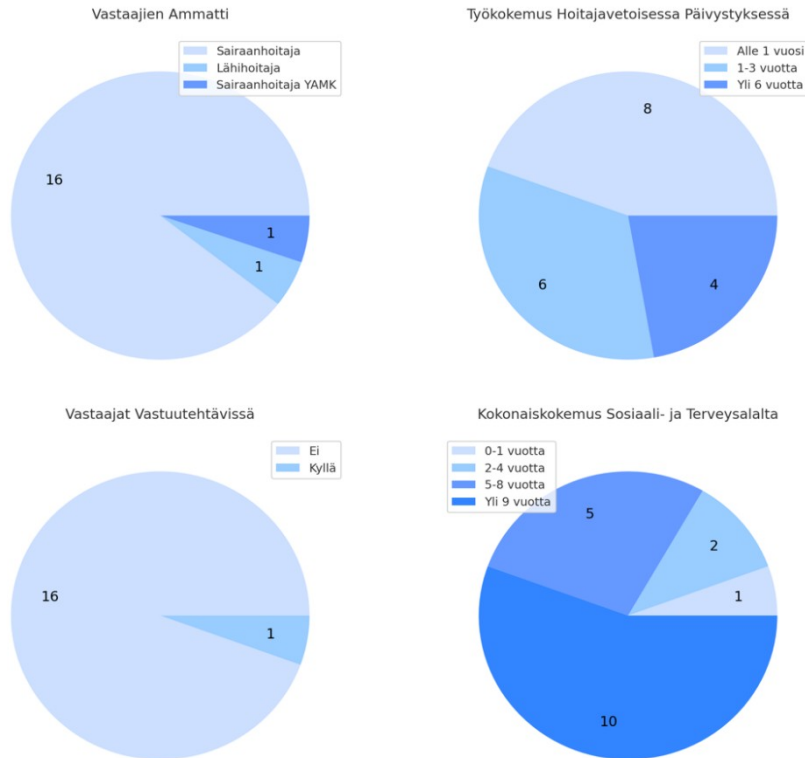 Vastaajien Ammatti
Sairaanhoitaja
Lähihoitaja
Sairaanhoitaja YAMK
16
1
1
Työkokemus Hoitajavetoisessa Päivystyksessä
Alle 1 vuosi
1-3 vuotta
Yli 6 vuotta
8
6
4
Vastaajat Vastuutehtävissä
Ei
Kyllä
16
1
Kokonaiskokemus Sosiaali- ja Terveysalalta
0-1 vuotta
2-4 vuotta
5-8 vuotta
Yli 9 vuotta
5
2
1
10